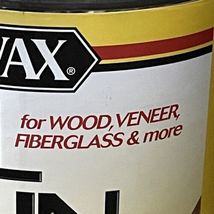 WAX®
for WOOD, VENEER,
FIBERGLASS & more